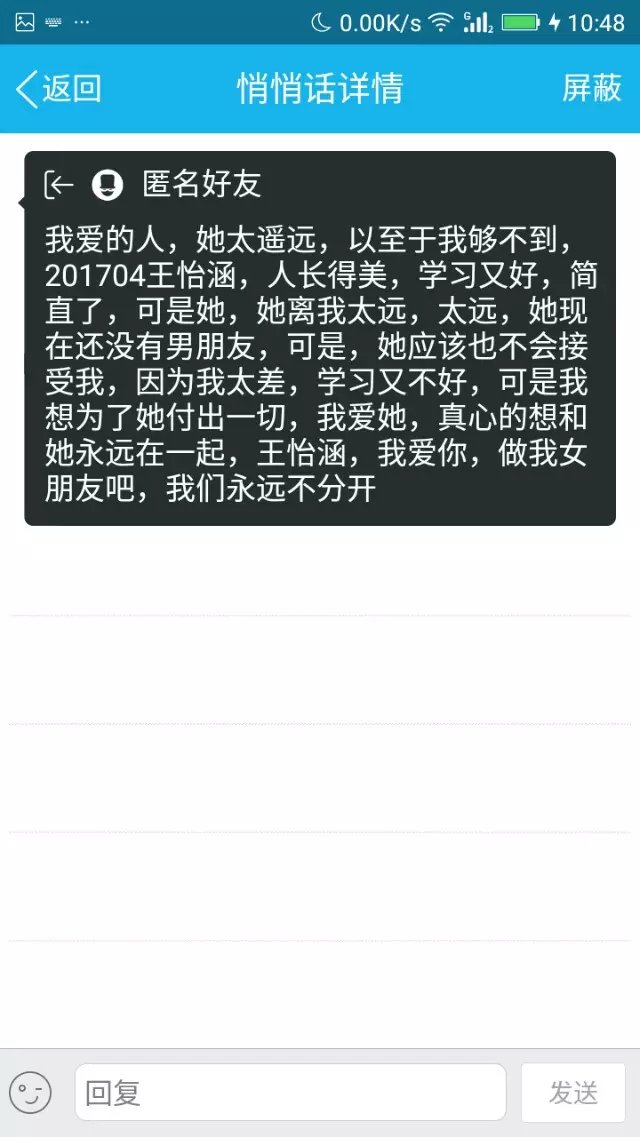 0.00K/s 10:48
返回 悄悄话详情 屏蔽
匿名好友
我爱的人，她太遥远，以至于我够不到，
201704王怡涵，人长得美，学习又好，简
直了，可是她，她离我太远，太远，她现
在还没有男朋友，可是，她应该也不会接
受我，因为我太差，学习又不好，可是我
想为了她付出一切，我爱她，真心的想和
她永远在一起，王怡涵，我爱你，做我女
朋友吧，我们永远不分开
回复 发送